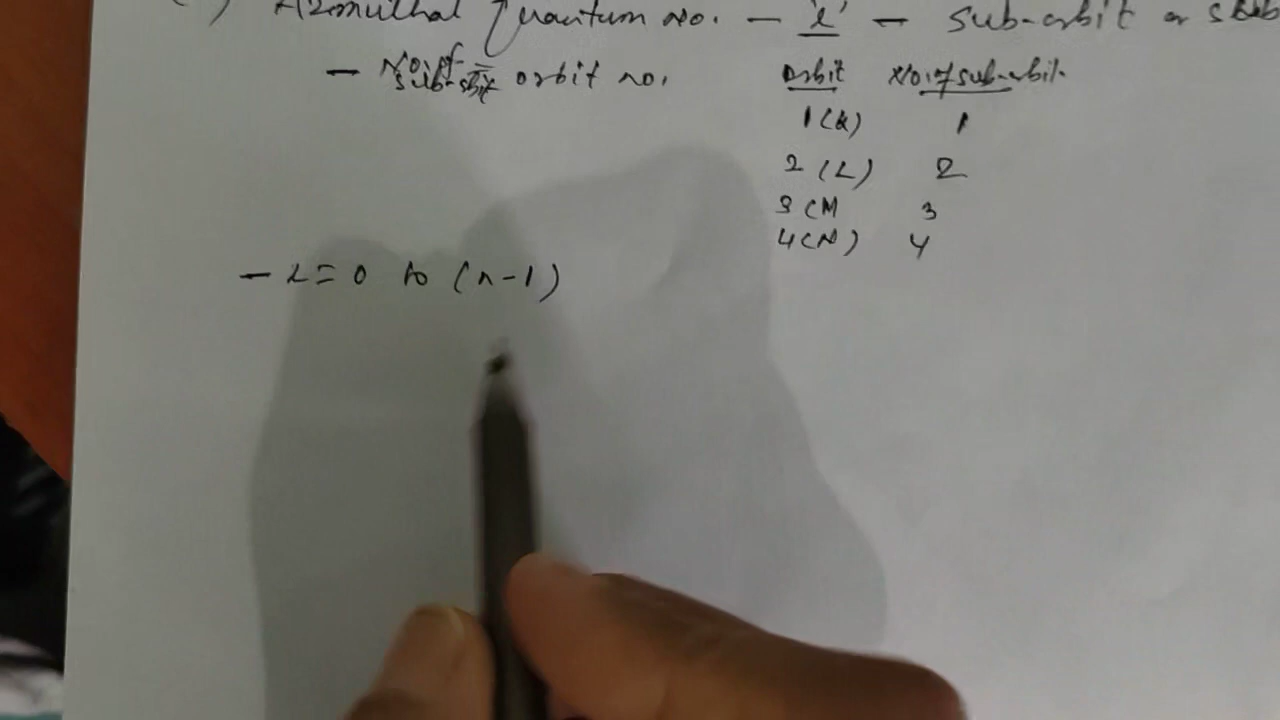 ) Azimuthal Quantum No. - 'l' - sub-orbit or sub
- No. of sub-orbit = orbit no.
orbit No. of sub-orbit
1 (K) 1
2 (L) 2
3 (M 3
4 (N) 4
- l = 0 to (n-1)